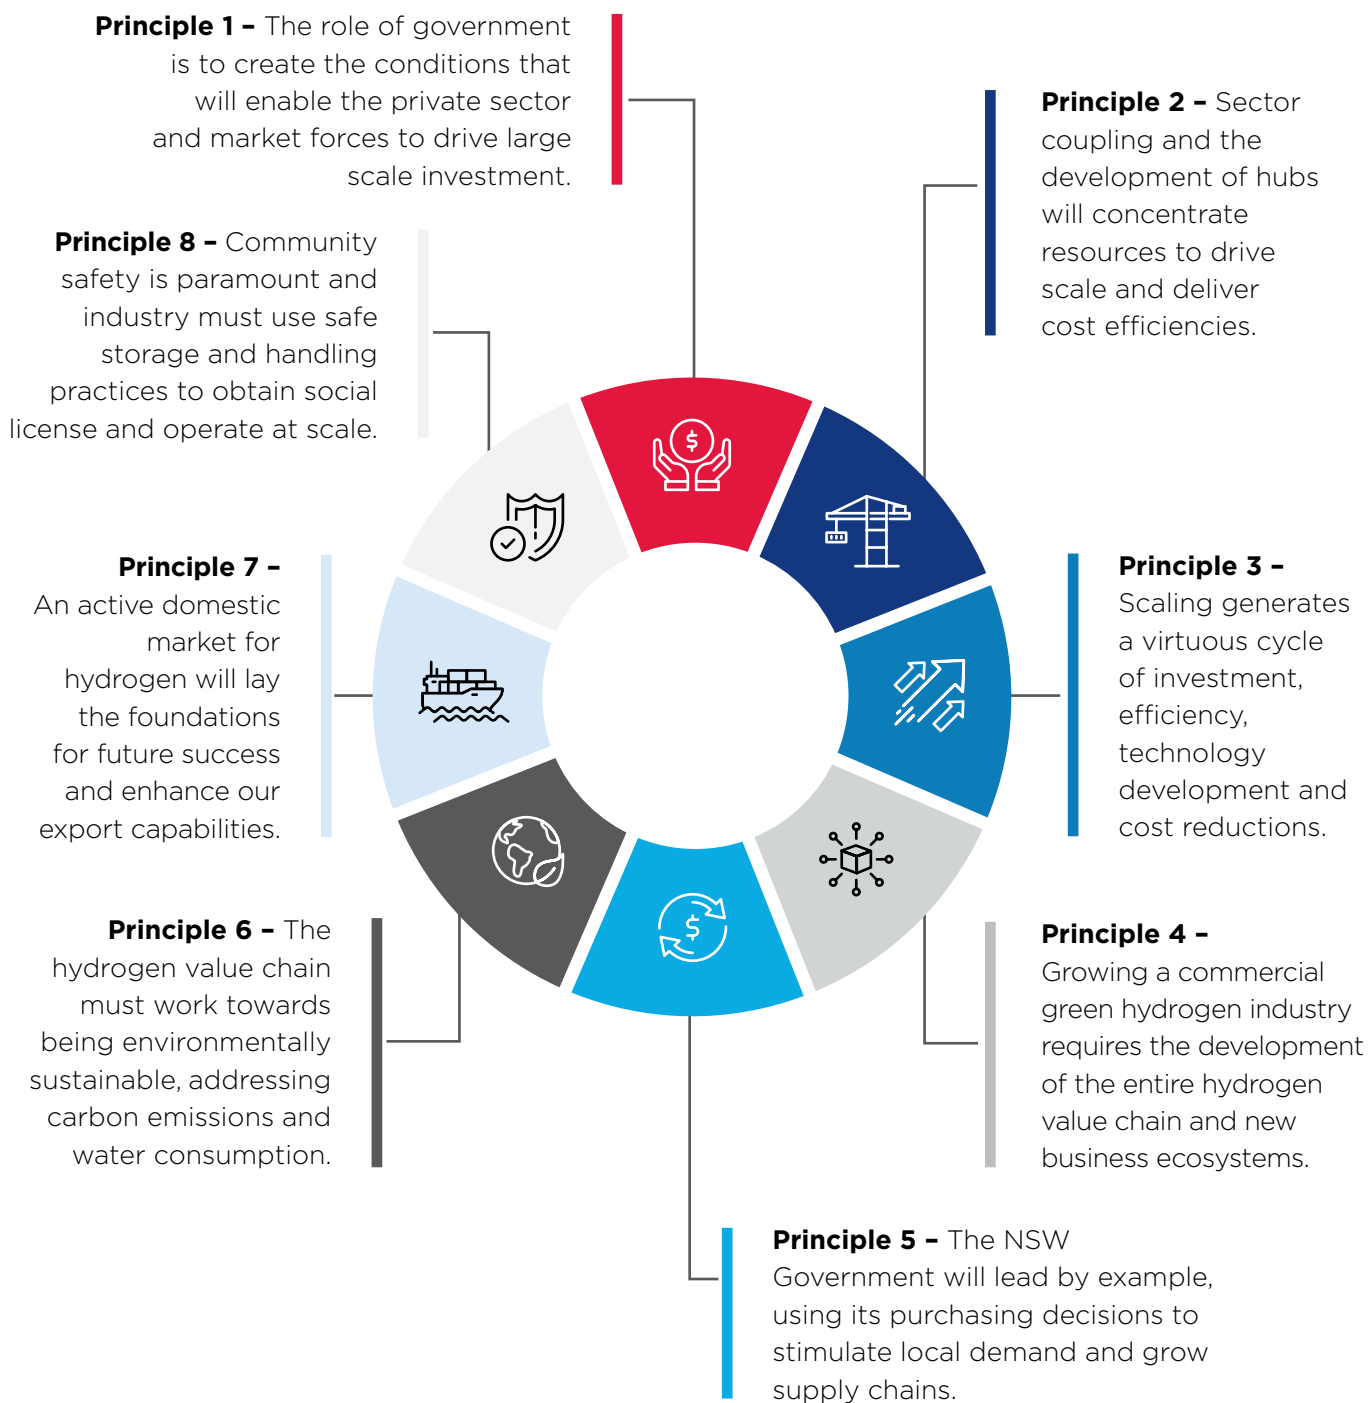 Principle 1 – The role of government
is to create the conditions that
will enable the private sector
and market forces to drive large
scale investment.
Principle 2 – Sector
coupling and the
development of hubs
will concentrate
resources to drive
scale and deliver
cost efficiencies.
Principle 3 –
Scaling generates
a virtuous cycle
of investment,
efficiency,
technology
development and
cost reductions.
Principle 4 –
Growing a commercial
green hydrogen industry
requires the development
of the entire hydrogen
value chain and new
business ecosystems.
Principle 5 – The NSW
Government will lead by example,
using its purchasing decisions to
stimulate local demand and grow
supply chains.
Principle 6 – The
hydrogen value chain
must work towards
being environmentally
sustainable, addressing
carbon emissions and
water consumption.
Principle 7 –
An active domestic
market for
hydrogen will lay
the foundations
for future success
and enhance our
export capabilities.
Principle 8 – Community
safety is paramount and
industry must use safe
storage and handling
practices to obtain social
license and operate at scale.
$
$